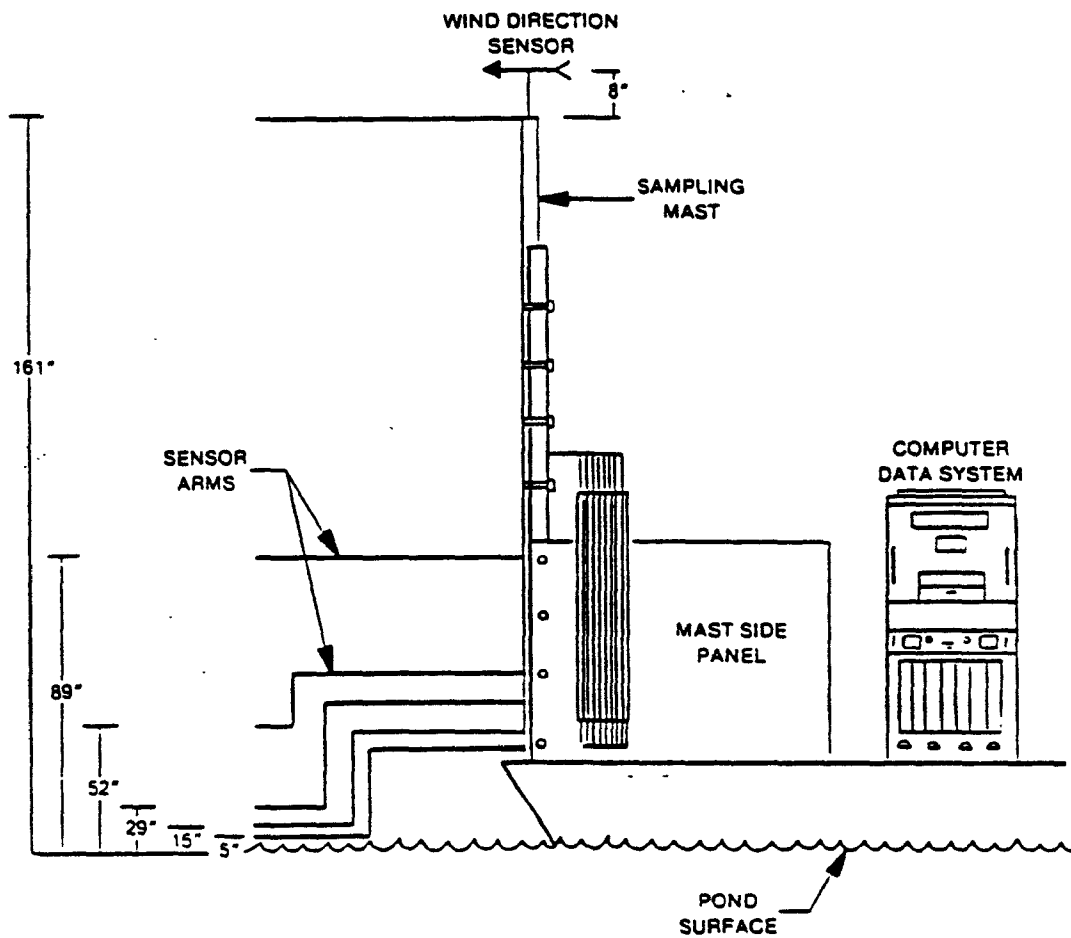 WIND DIRECTION
SENSOR
8"
SAMPLING
MAST
161"
SENSOR
ARMS
COMPUTER
DATA SYSTEM
MAST SIDE
PANEL
89"
52"
29"
15"
5"
POND
SURFACE